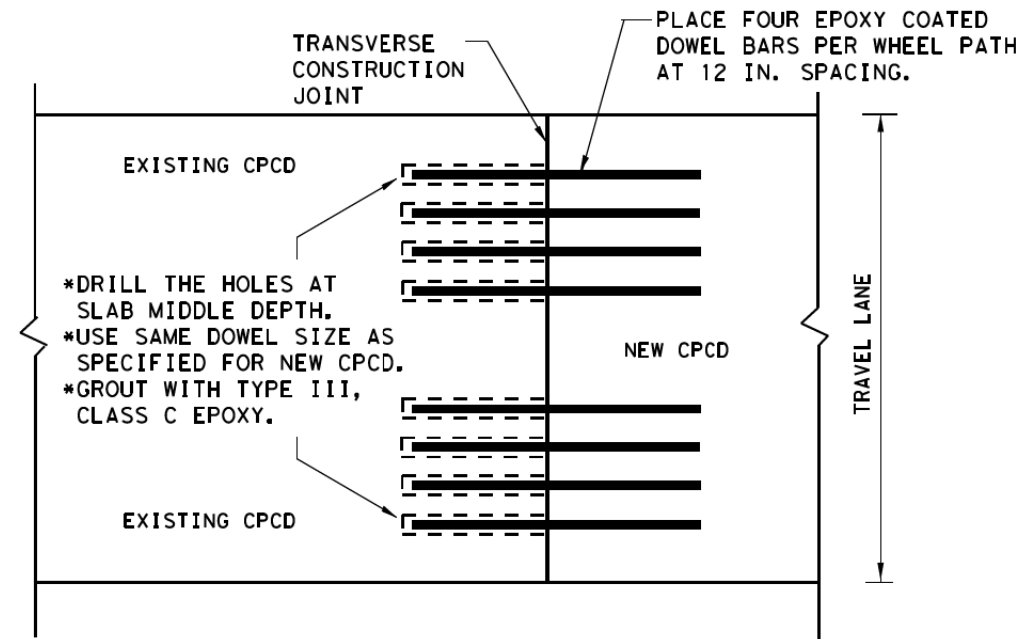 PLACE FOUR EPOXY COATED
DOWEL BARS PER WHEEL PATH
AT 12 IN. SPACING.
TRANSVERSE
CONSTRUCTION
JOINT
EXISTING CPCD
*DRILL THE HOLES AT
SLAB MIDDLE DEPTH.
*USE SAME DOWEL SIZE AS
SPECIFIED FOR NEW CPCD.
*GROUT WITH TYPE III,
CLASS C EPOXY.
NEW CPCD
TRAVEL LANE
EXISTING CPCD